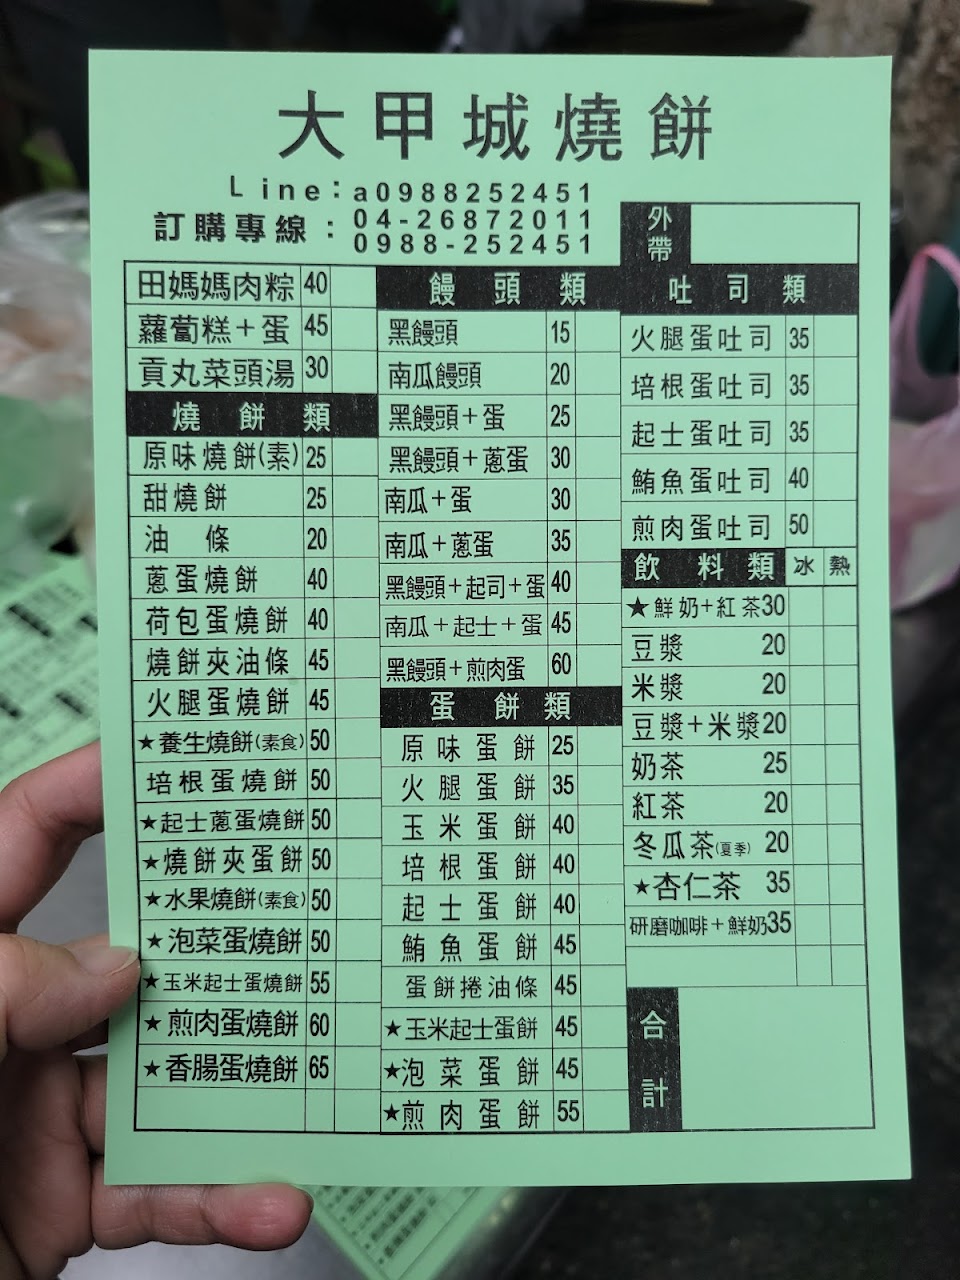 大甲城燒餅
Line:a0988252451
訂購專線:04-26872011
0988-252451
外帶
田媽媽肉粽 40
蘿蔔糕+蛋 45
貢丸菜頭湯 30
燒餅類
原味燒餅(素) 25
甜燒餅 25
油條 20
蔥蛋燒餅 40
荷包蛋燒餅 40
燒餅夾油條 45
火腿蛋燒餅 45
★養生燒餅(素食) 50
培根蛋燒餅 50
★起士蔥蛋燒餅 50
★燒餅夾蛋餅 50
★水果燒餅(素食) 50
★泡菜蛋燒餅 50
★玉米起士蛋燒餅 55
★煎肉蛋燒餅 60
★香腸蛋燒餅 65
饅頭類
黑饅頭 15
南瓜饅頭 20
黑饅頭+蛋 25
黑饅頭+蔥蛋 30
南瓜+蛋 30
南瓜+蔥蛋 35
黑饅頭+起司+蛋 40
南瓜+起士+蛋 45
黑饅頭+煎肉蛋 60
蛋餅類
原味蛋餅 25
火腿蛋餅 35
玉米蛋餅 40
培根蛋餅 40
起士蛋餅 40
鮪魚蛋餅 45
蛋餅捲油條 45
★玉米起士蛋餅 45
★泡菜蛋餅 45
★煎肉蛋餅 55
吐司類
火腿蛋吐司 35
培根蛋吐司 35
起士蛋吐司 35
鮪魚蛋吐司 40
煎肉蛋吐司 50
飲料類 冰 熱
★鮮奶+紅茶 30
豆漿 20
米漿 20
豆漿+米漿 20
奶茶 25
紅茶 20
冬瓜茶(夏季) 20
★杏仁茶 35
研磨咖啡+鮮奶 35
合計